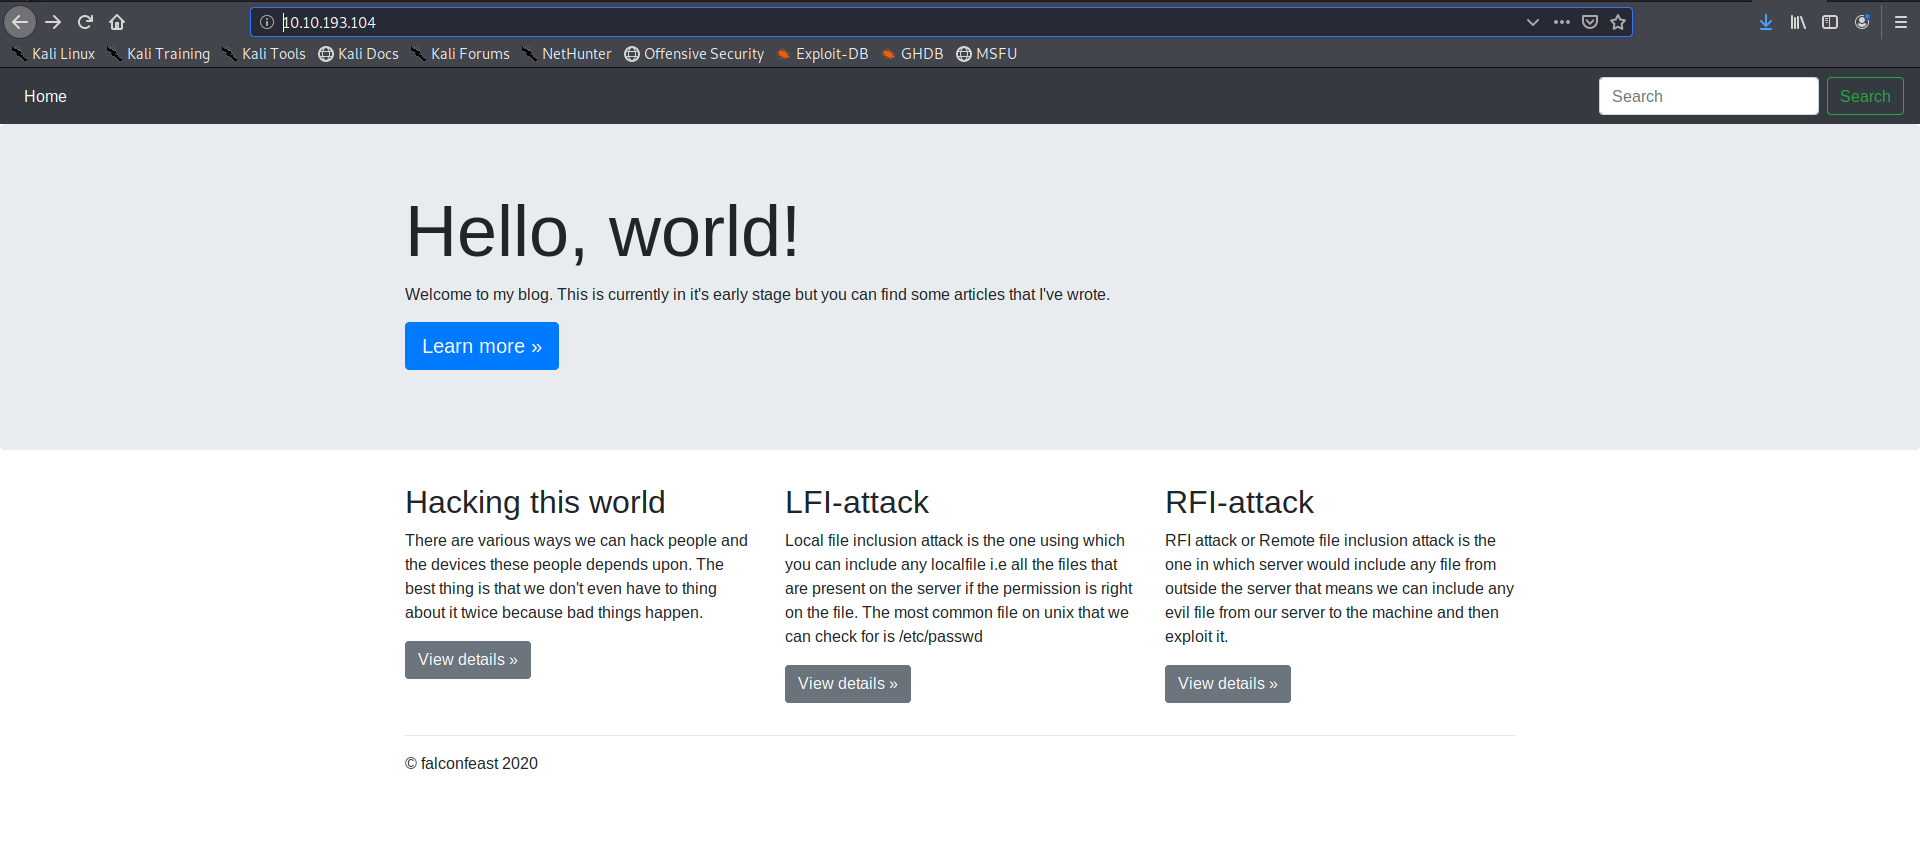 10.10.193.104
Kali Linux Kali Training Kali Tools Kali Docs Kali Forums NetHunter Offensive Security Exploit-DB GHDB MSFU
Home Search Search
Hello, world!
Welcome to my blog. This is currently in it's early stage but you can find some articles that I've wrote.
Learn more »
Hacking this world
There are various ways we can hack people and
the devices these people depends upon. The
best thing is that we don't even have to thing
about it twice because bad things happen.
View details »
LFI-attack
Local file inclusion attack is the one using which
you can include any localfile i.e all the files that
are present on the server if the permission is right
on the file. The most common file on unix that we
can check for is /etc/passwd
View details »
RFI-attack
RFI attack or Remote file inclusion attack is the
one in which server would include any file from
outside the server that means we can include any
evil file from our server to the machine and then
exploit it.
View details »
© falconfeast 2020